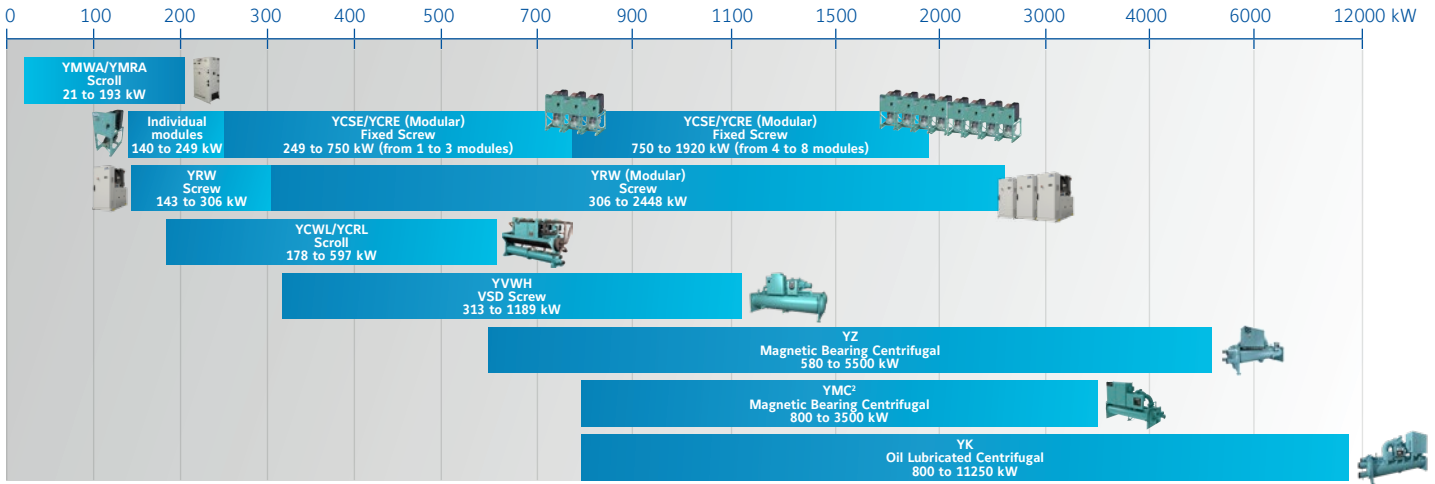 0 100 200 300 400 500 700 900 1100 1500 2000 3000 4000 6000 12000 kW
YMWA/YMRA
Scroll
21 to 193 kW
Individual
modules
140 to 249 kW
YCSE/YCRE (Modular)
Fixed Screw
249 to 750 kW (from 1 to 3 modules)
YCSE/YCRE (Modular)
Fixed Screw
750 to 1920 kW (from 4 to 8 modules)
YRW
Screw
143 to 306 kW
YRW (Modular)
Screw
306 to 2448 kW
YCWL/YCRL
Scroll
178 to 597 kW
YVWH
VSD Screw
313 to 1189 kW
YZ
Magnetic Bearing Centrifugal
580 to 5500 kW
YMC²
Magnetic Bearing Centrifugal
800 to 3500 kW
YK
Oil Lubricated Centrifugal
800 to 11250 kW